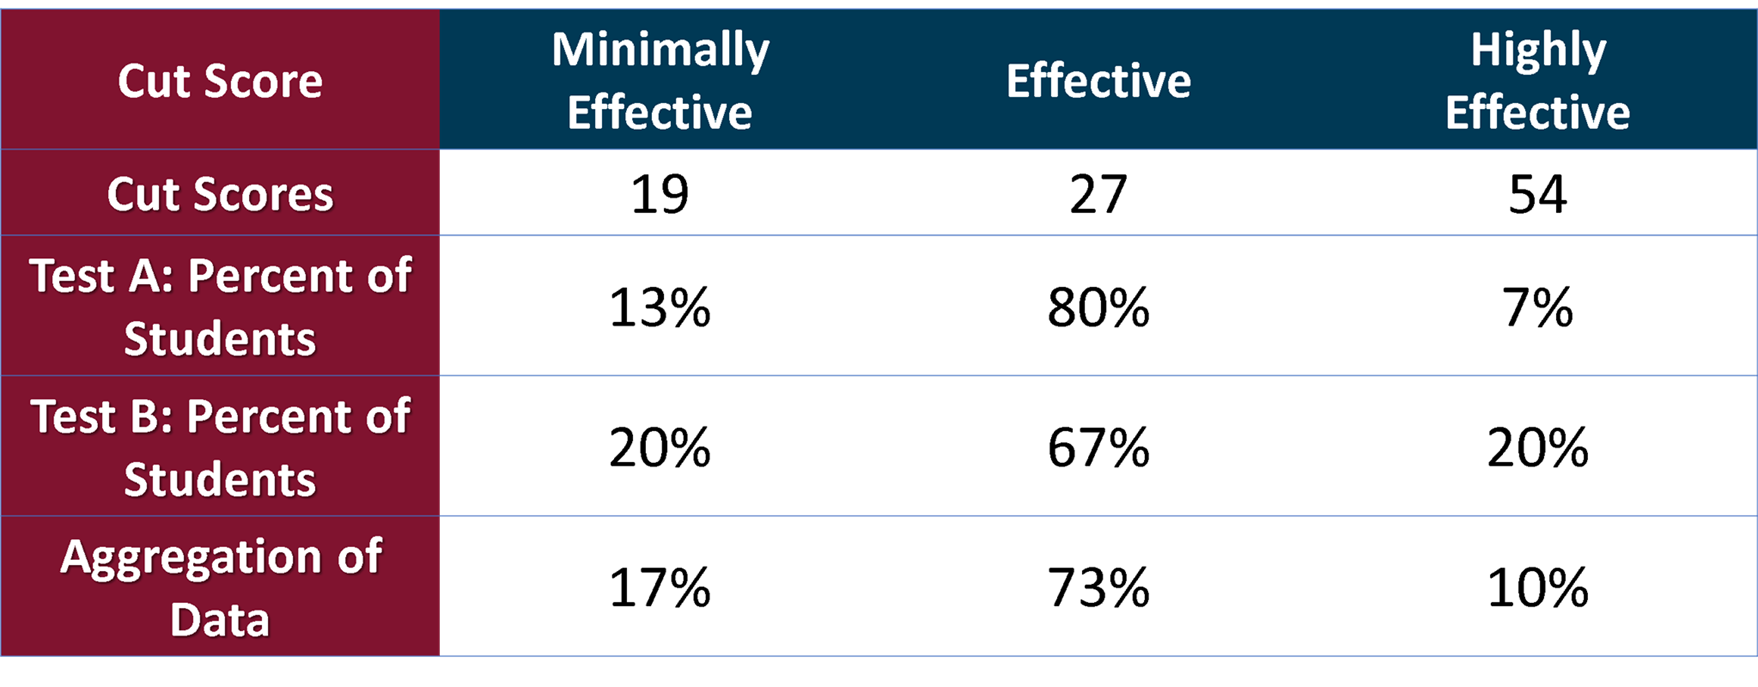 Cut Score
Minimally
Effective
Effective
Highly
Effective
Cut Scores
19
27
54
Test A: Percent of
Students
13%
80%
7%
Test B: Percent of
Students
20%
67%
20%
Aggregation of
Data
17%
73%
10%